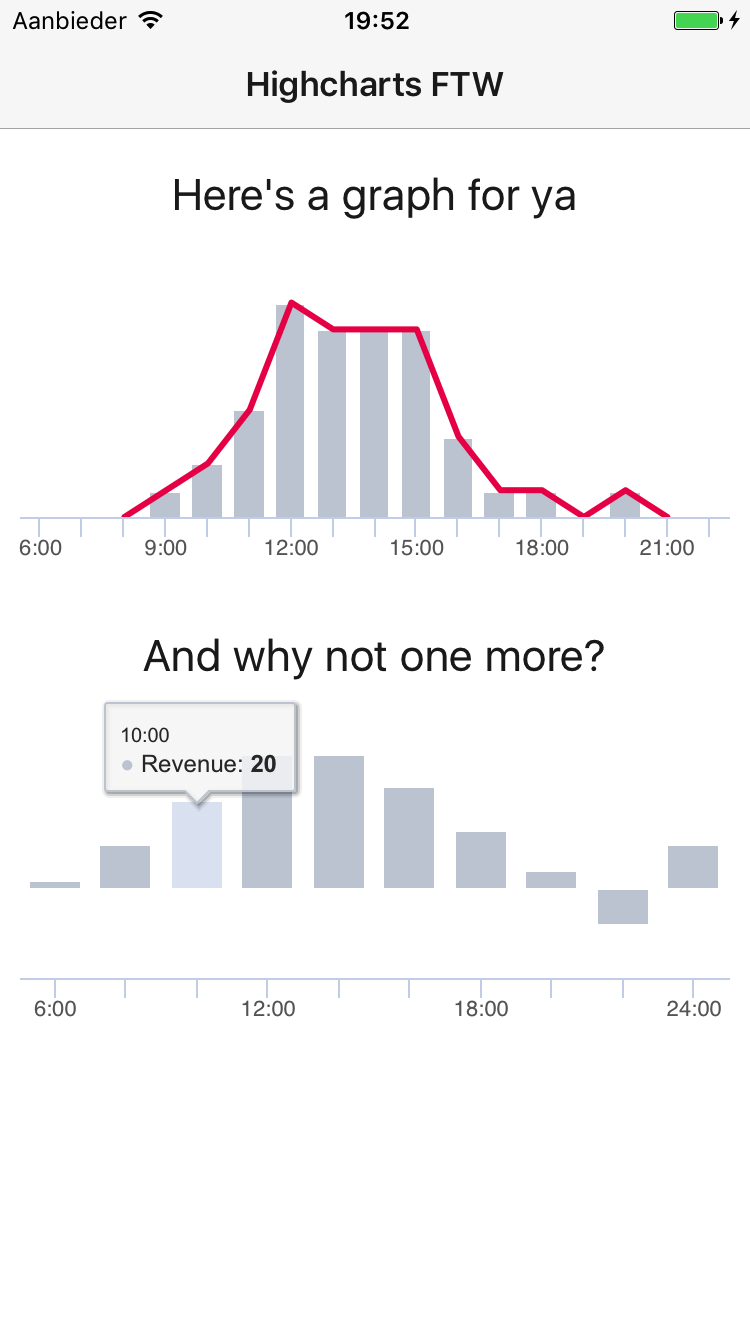 Aanbieder 19:52
Highcharts FTW
Here's a graph for ya
6:00 9:00 12:00 15:00 18:00 21:00
And why not one more?
10:00
Revenue: 20
6:00 12:00 18:00 24:00